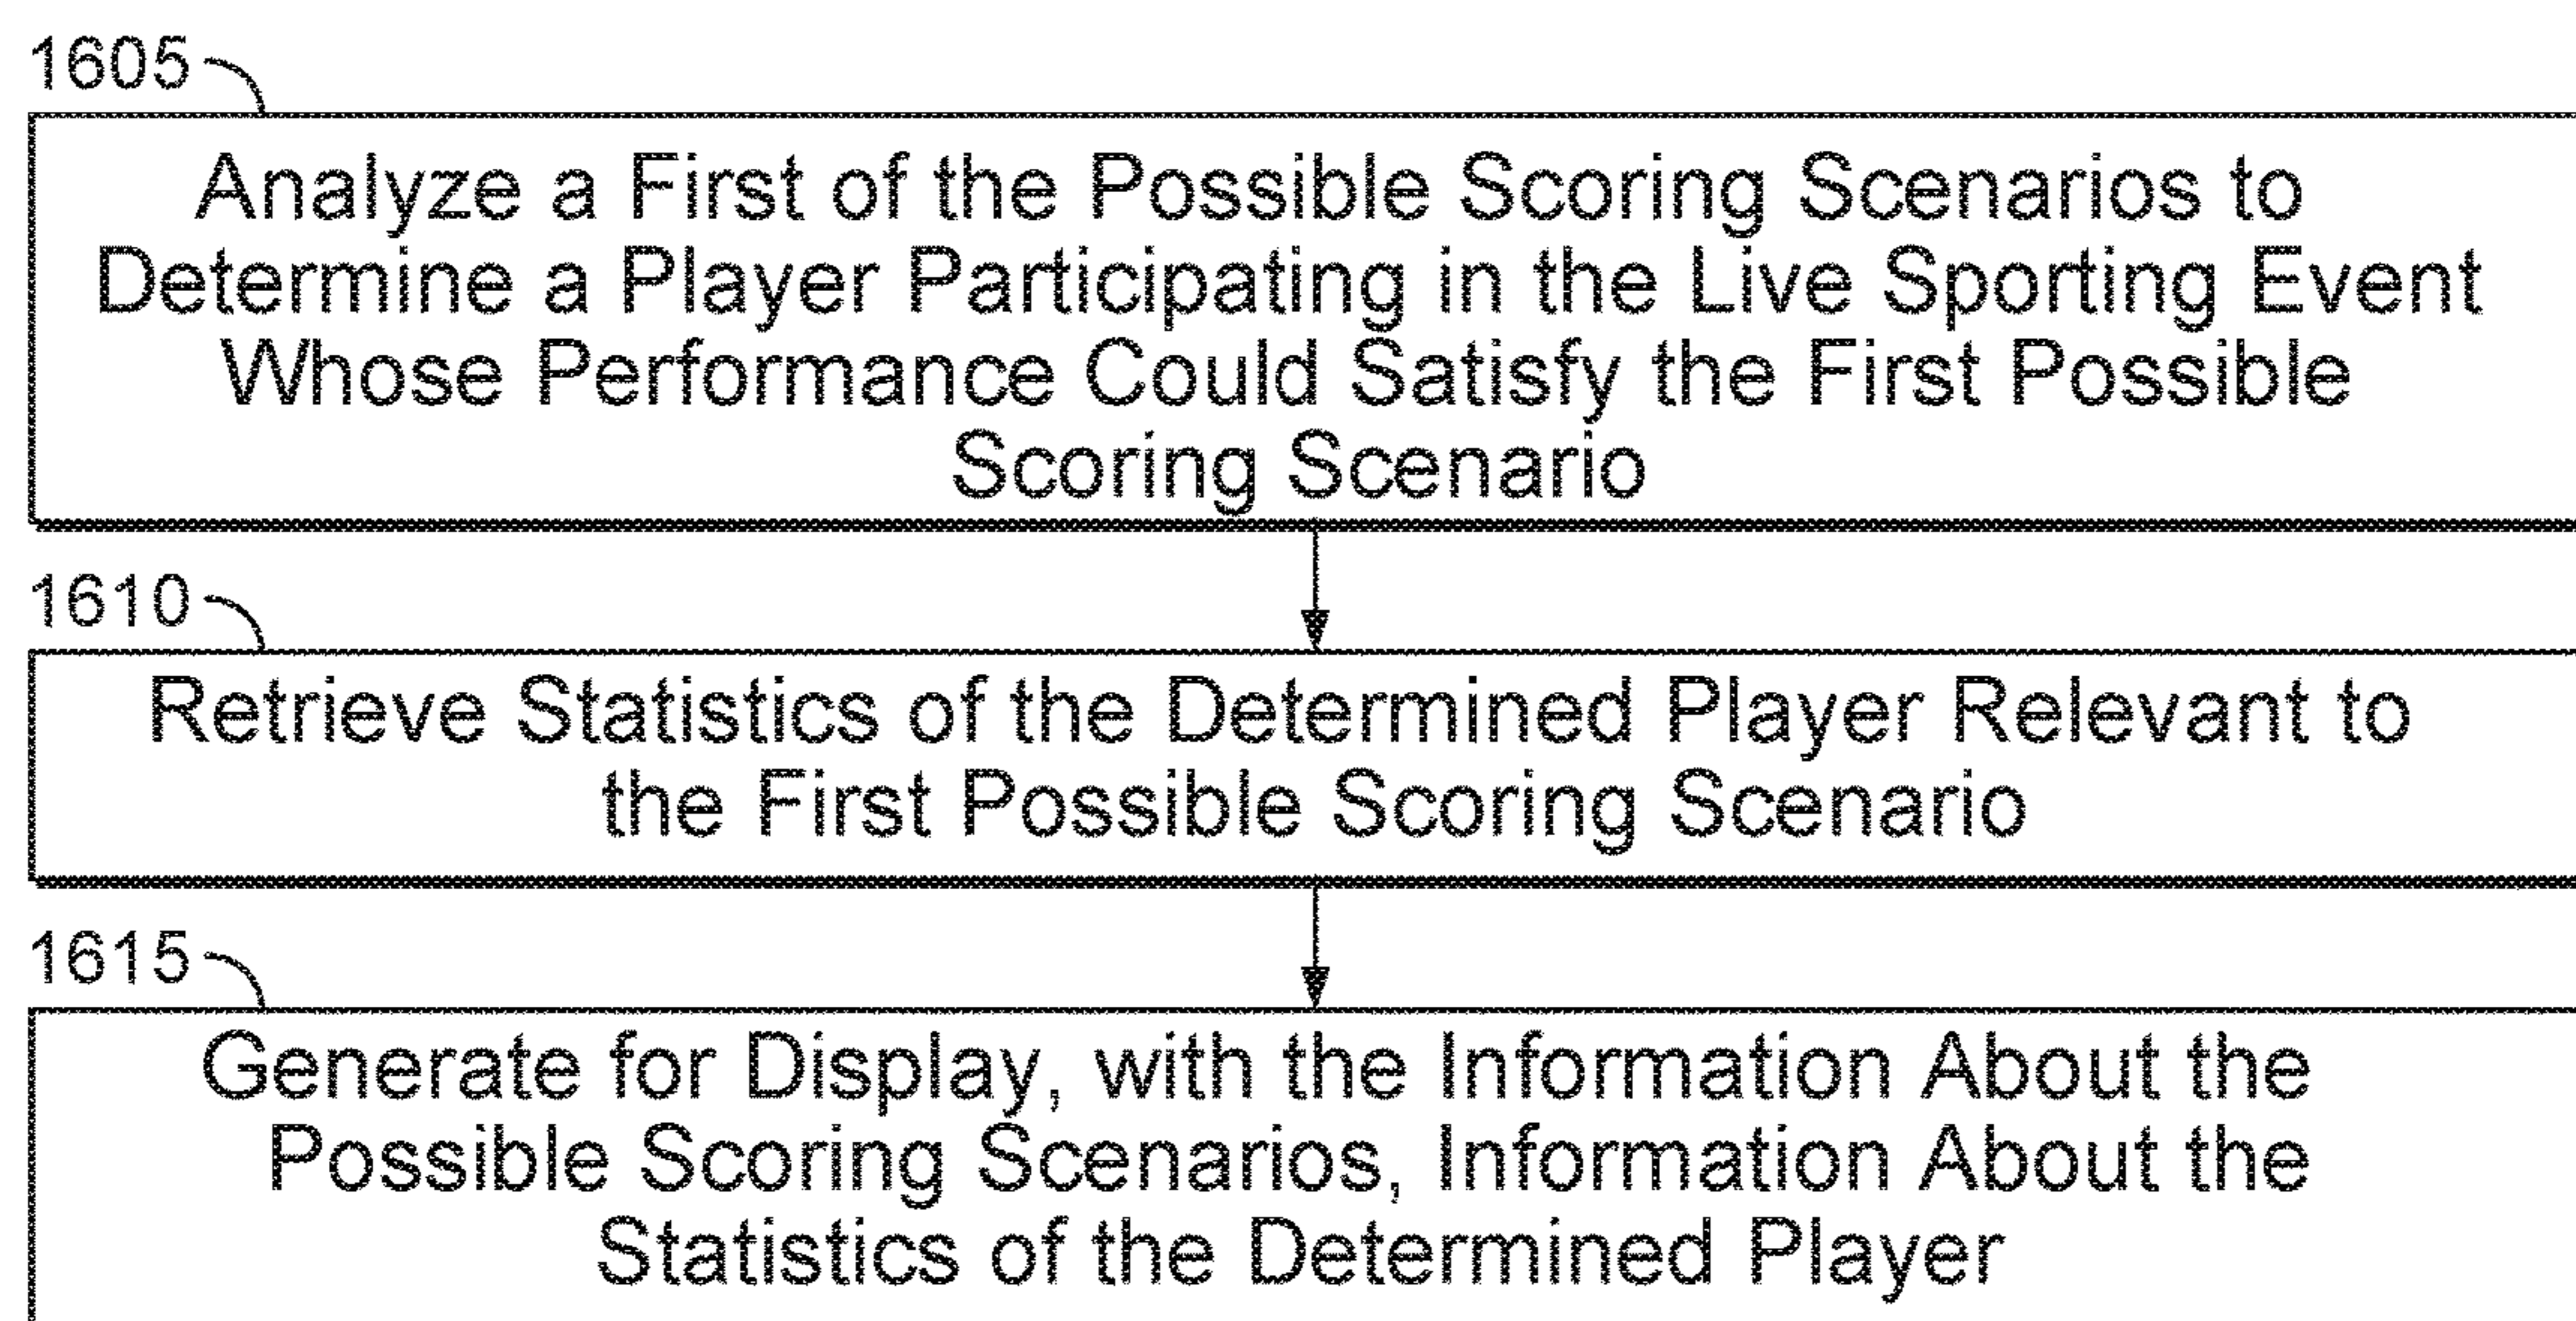 1605
Analyze a First of the Possible Scoring Scenarios to
Determine a Player Participating in the Live Sporting Event
Whose Performance Could Satisfy the First Possible
Scoring Scenario
1610
Retrieve Statistics of the Determined Player Relevant to
the First Possible Scoring Scenario
1615
Generate for Display, with the Information About the
Possible Scoring Scenarios, Information About the
Statistics of the Determined Player